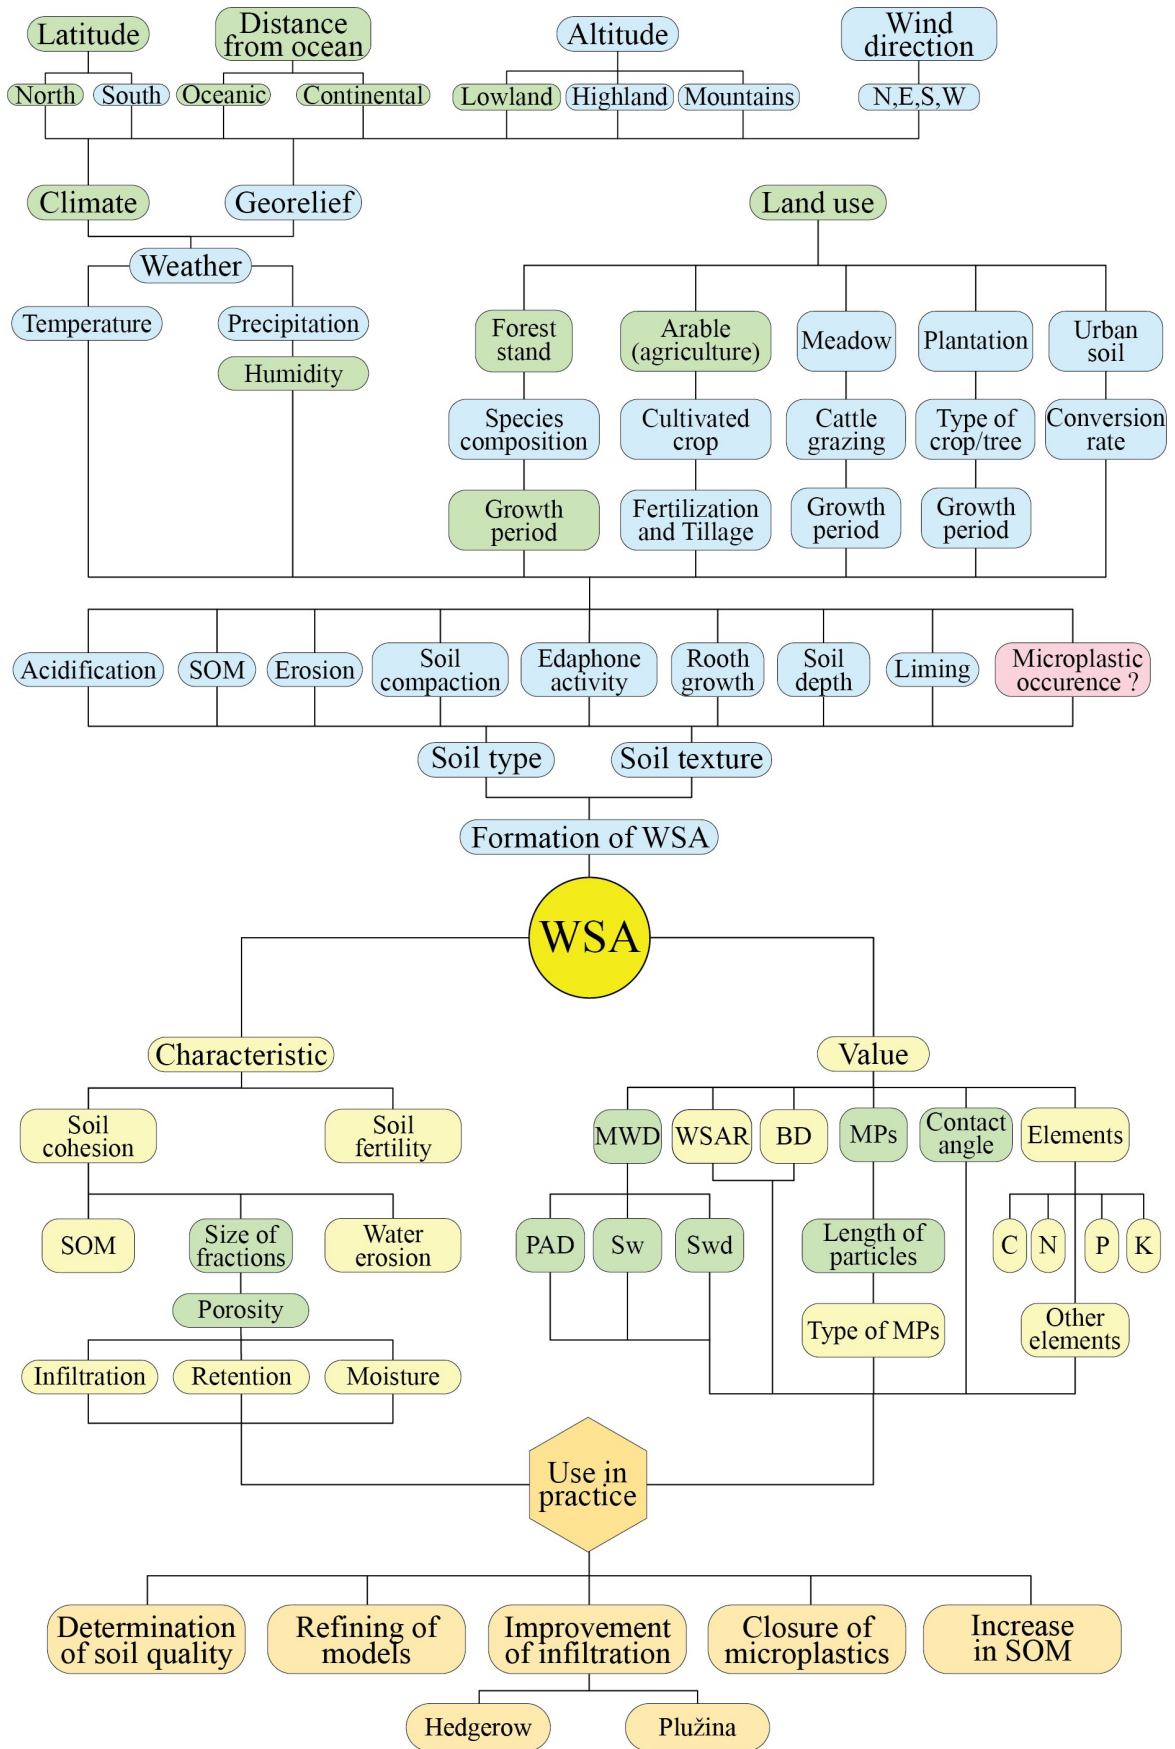 Latitude
Distance
from ocean
Altitude
Wind
direction
North
South
Oceanic
Continental
Lowland
Highland
Mountains
N,E,S,W
Climate
Georelief
Land use
Weather
Temperature
Precipitation
Humidity
Forest
stand
Arable
(agriculture)
Meadow
Plantation
Urban
soil
Species
composition
Cultivated
crop
Cattle
grazing
Type of
crop/tree
Conversion
rate
Growth
period
Fertilization
and Tillage
Growth
period
Growth
period
Acidification
SOM
Erosion
Soil
compaction
Edaphone
activity
Rooth
growth
Soil
depth
Liming
Microplastic
occurence ?
Soil type
Soil texture
Formation of WSA
WSA
Characteristic
Value
Soil
cohesion
Soil
fertility
MWD
WSAR
BD
MPs
Contact
angle
Elements
SOM
Size of
fractions
Water
erosion
PAD
Sw
Swd
Length of
particles
C
N
P
K
Porosity
Type of MPs
Other
elements
Infiltration
Retention
Moisture
Use in
practice
Determination
of soil quality
Refining of
models
Improvement
of infiltration
Closure of
microplastics
Increase
in SOM
Hedgerow
Plužina